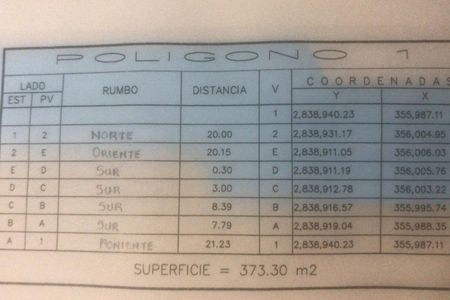 POLIGONO 1
LADO RUMBO DISTANCIA V COORDENADAS
EST PV Y X
1 2,838,940.23 355,987.11
1 2 NORTE 20.00 2 2,838,931.17 356,004.95
2 E ORIENTE 20.15 E 2,838,911.05 356,006.03
E D SUR 0.30 D 2,838,911.19 356,005.76
D C SUR 3.00 C 2,838,912.78 356,003.22
C B SUR 8.39 B 2,838,916.57 355,995.74
B A SUR 7.79 A 2,838,919.04 355,988.35
A 1 PONIENTE 21.23 1 2,838,940.23 355,987.11
SUPERFICIE = 373.30 m2